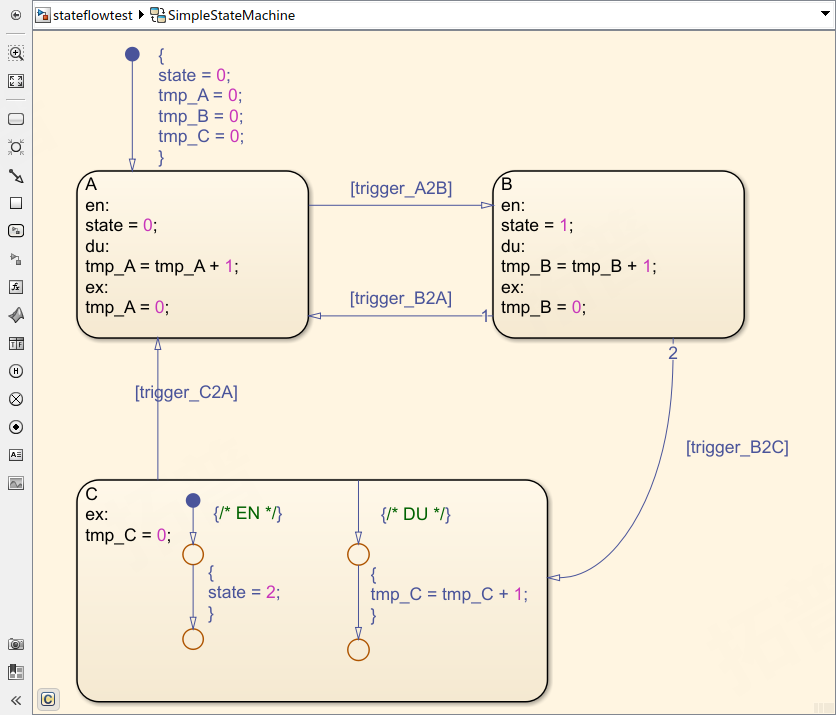 stateflowtest SimpleStateMachine
{
state = 0;
tmp_A = 0;
tmp_B = 0;
tmp_C = 0;
}
A
en:
state = 0;
du:
tmp_A = tmp_A + 1;
ex:
tmp_A = 0;
[trigger_A2B]
[trigger_B2A]
1
B
en:
state = 1;
du:
tmp_B = tmp_B + 1;
ex:
tmp_B = 0;
2
[trigger_C2A]
[trigger_B2C]
C
ex:
tmp_C = 0;
{/* EN */}
{
state = 2;
}
{/* DU */}
{
tmp_C = tmp_C + 1;
}
C